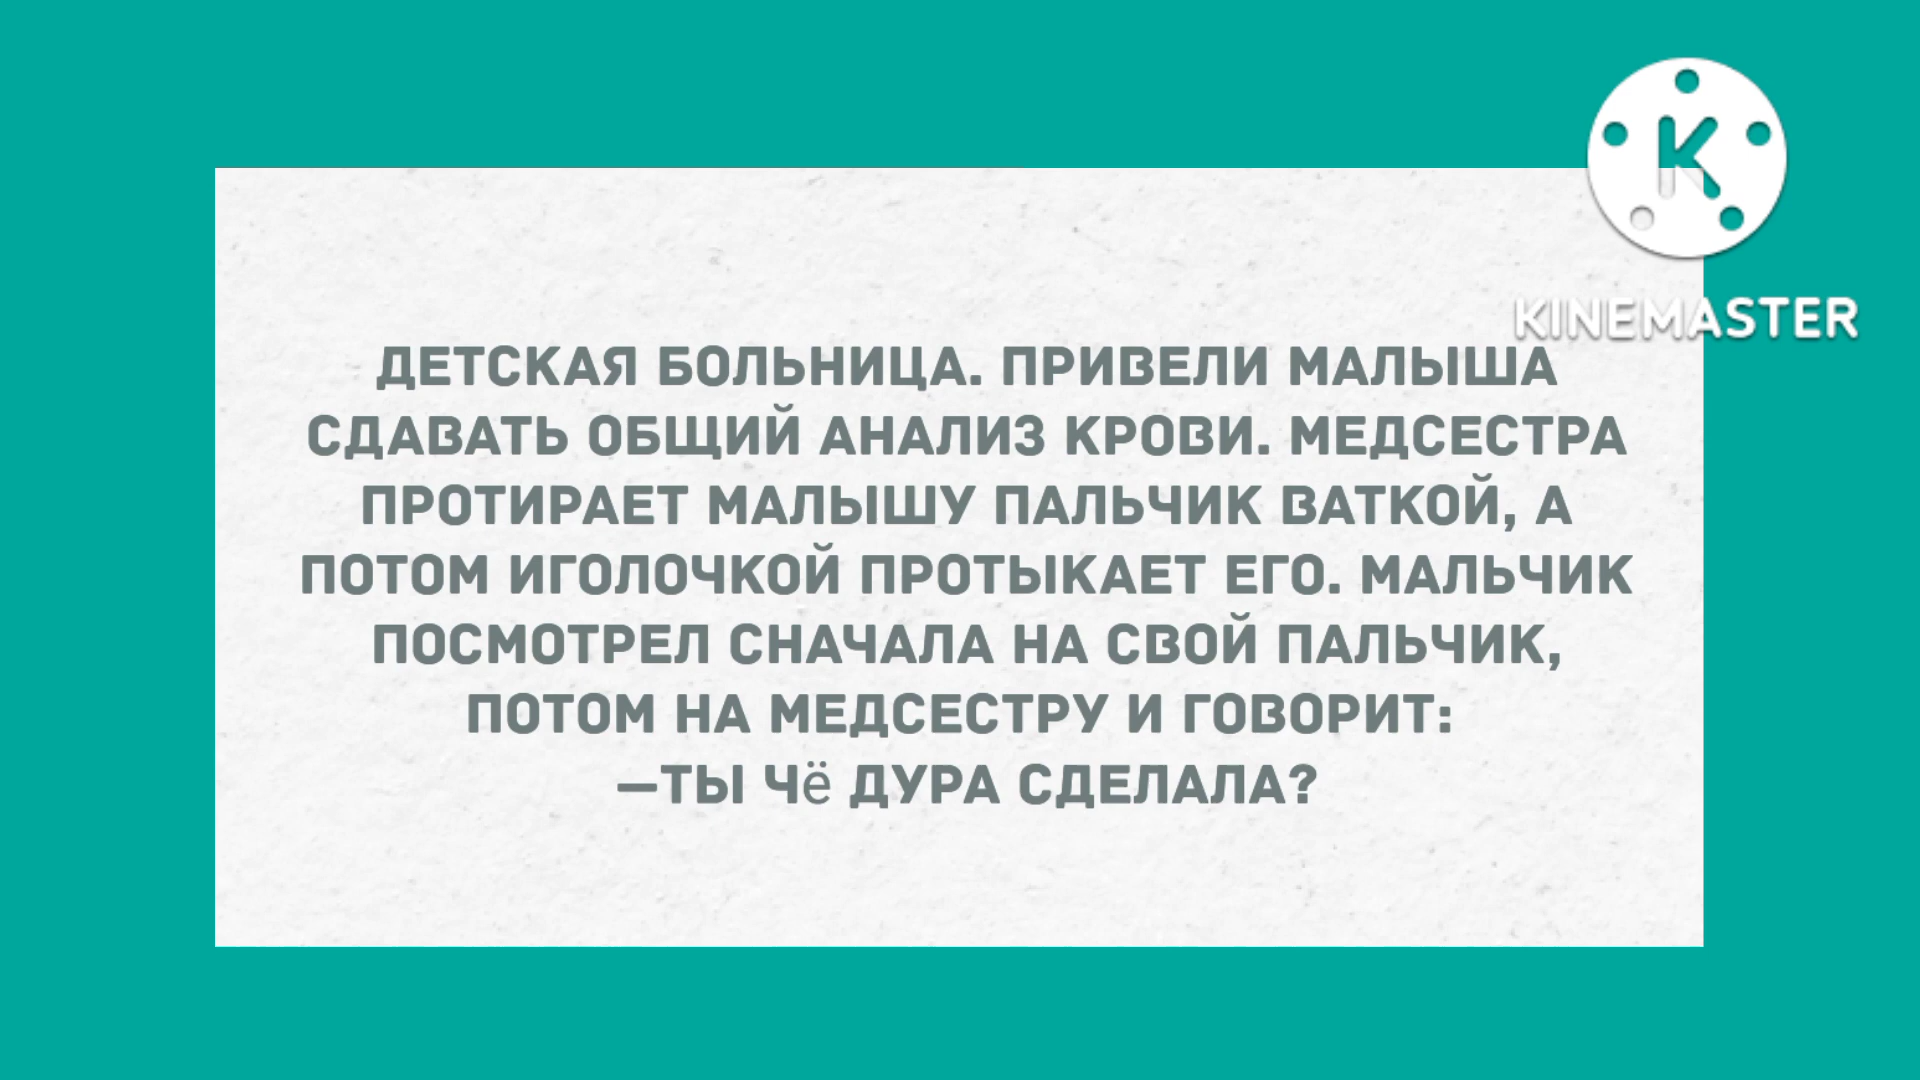 KINEMASTER
ДЕТСКАЯ БОЛЬНИЦА. ПРИВЕЛИ МАЛЫША
СДАВАТЬ ОБЩИЙ АНАЛИЗ КРОВИ. МЕДСЕСТРА
ПРОТИРАЕТ МАЛЫШУ ПАЛЬЧИК ВАТКОЙ, А
ПОТОМ ИГОЛОЧКОЙ ПРОТЫКАЕТ ЕГО. МАЛЬЧИК
ПОСМОТРЕЛ СНАЧАЛА НА СВОЙ ПАЛЬЧИК,
ПОТОМ НА МЕДСЕСТРУ И ГОВОРИТ:
—ТЫ Чё ДУРА СДЕЛАЛА?